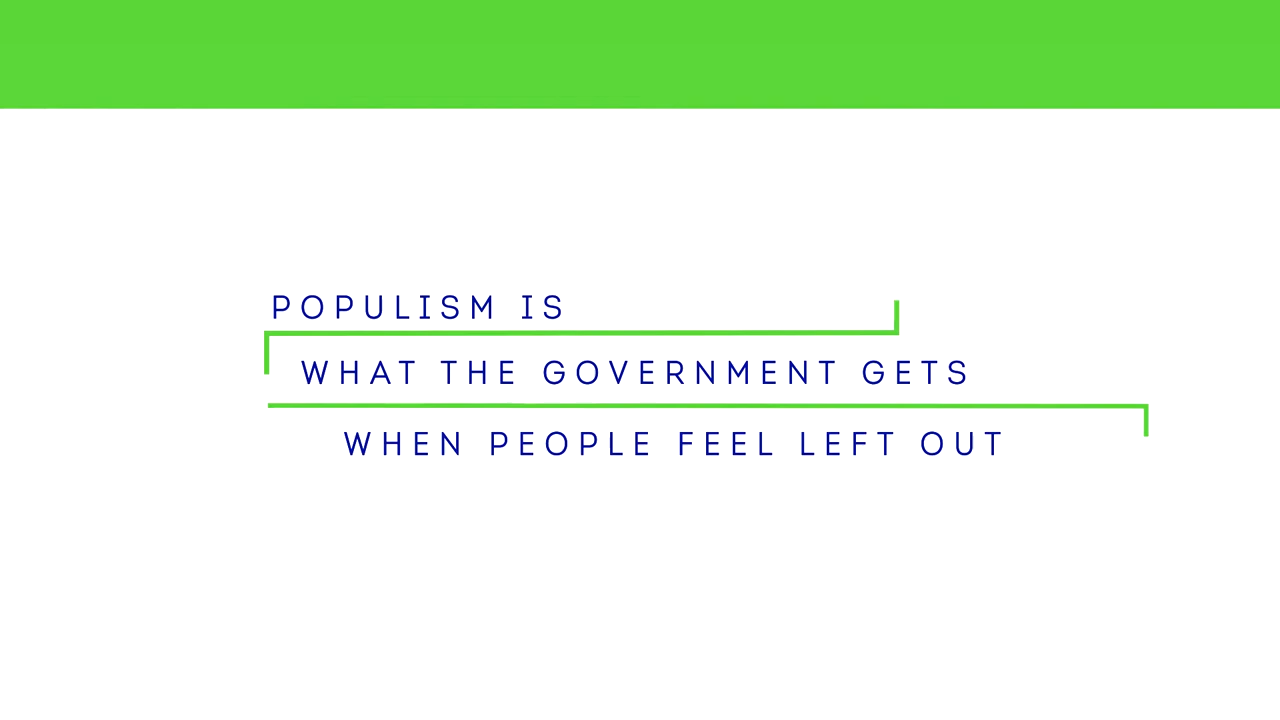 POPULISM IS
WHAT THE GOVERNMENT GETS
WHEN PEOPLE FEEL LEFT OUT